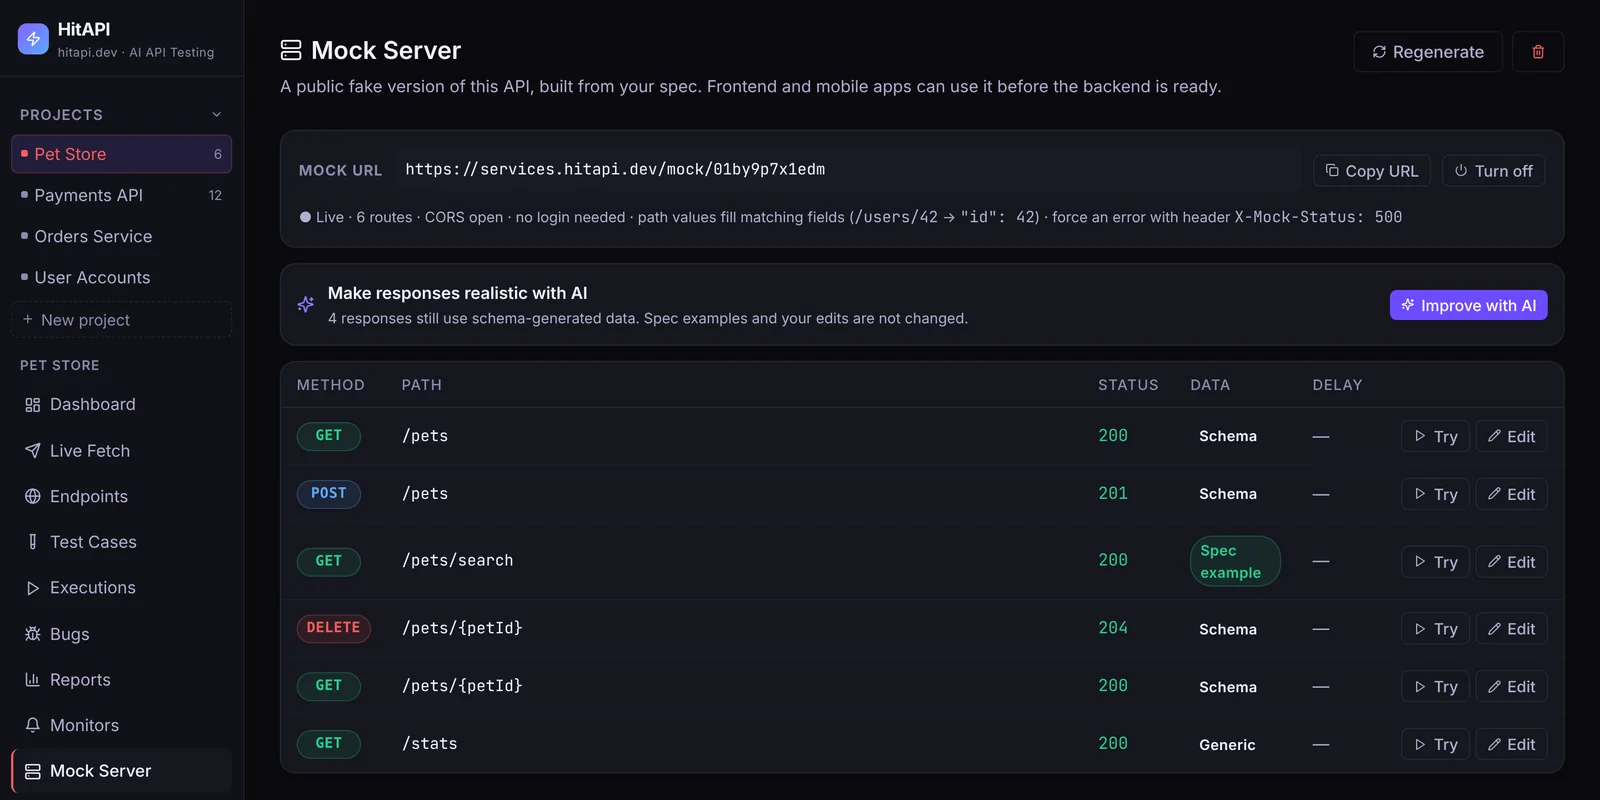 HitAPI
hitapi.dev · AI API Testing
PROJECTS
Pet Store 6
Payments API 12
Orders Service
User Accounts
+ New project
PET STORE
Dashboard
Live Fetch
Endpoints
Test Cases
Executions
Bugs
Reports
Monitors
Mock Server
Mock Server
Regenerate
A public fake version of this API, built from your spec. Frontend and mobile apps can use it before the backend is ready.
MOCK URL https://services.hitapi.dev/mock/01by9p7x1edm Copy URL Turn off
Live · 6 routes · CORS open · no login needed · path values fill matching fields (/users/42 → "id": 42) · force an error with header X-Mock-Status: 500
Make responses realistic with AI
4 responses still use schema-generated data. Spec examples and your edits are not changed.
Improve with AI
METHOD PATH STATUS DATA DELAY
GET /pets 200 Schema — Try Edit
POST /pets 201 Schema — Try Edit
GET /pets/search 200 Spec example — Try Edit
DELETE /pets/{petId} 204 Schema — Try Edit
GET /pets/{petId} 200 Schema — Try Edit
GET /stats 200 Generic — Try Edit